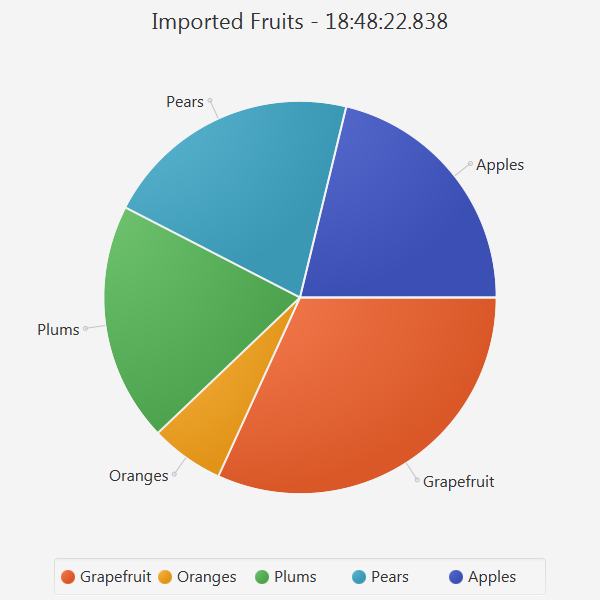 Imported Fruits - 18:48:22.838
Pears
Apples
Plums
Oranges
Grapefruit
Grapefruit Oranges Plums Pears Apples